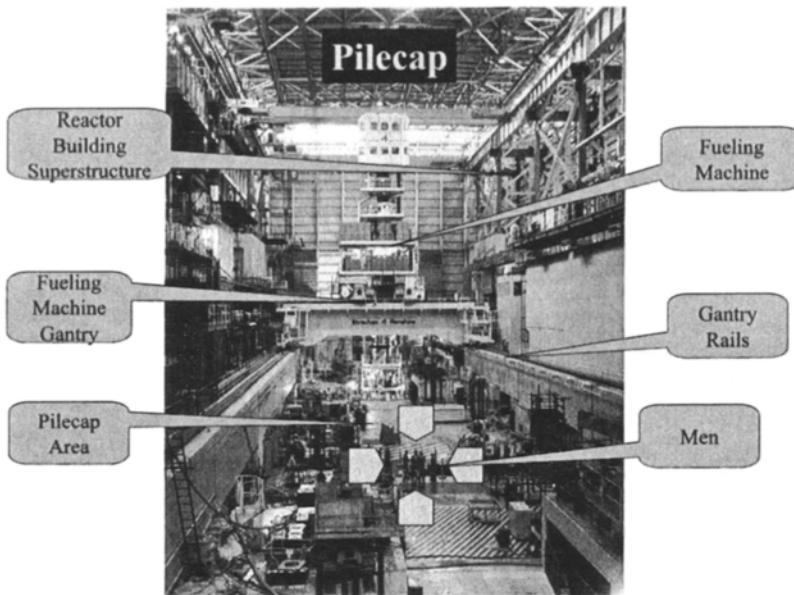 Pilecap
Reactor
Building
Superstructure
Fueling
Machine
Fueling
Machine
Gantry
Gantry
Rails
Pilecap
Area
Men